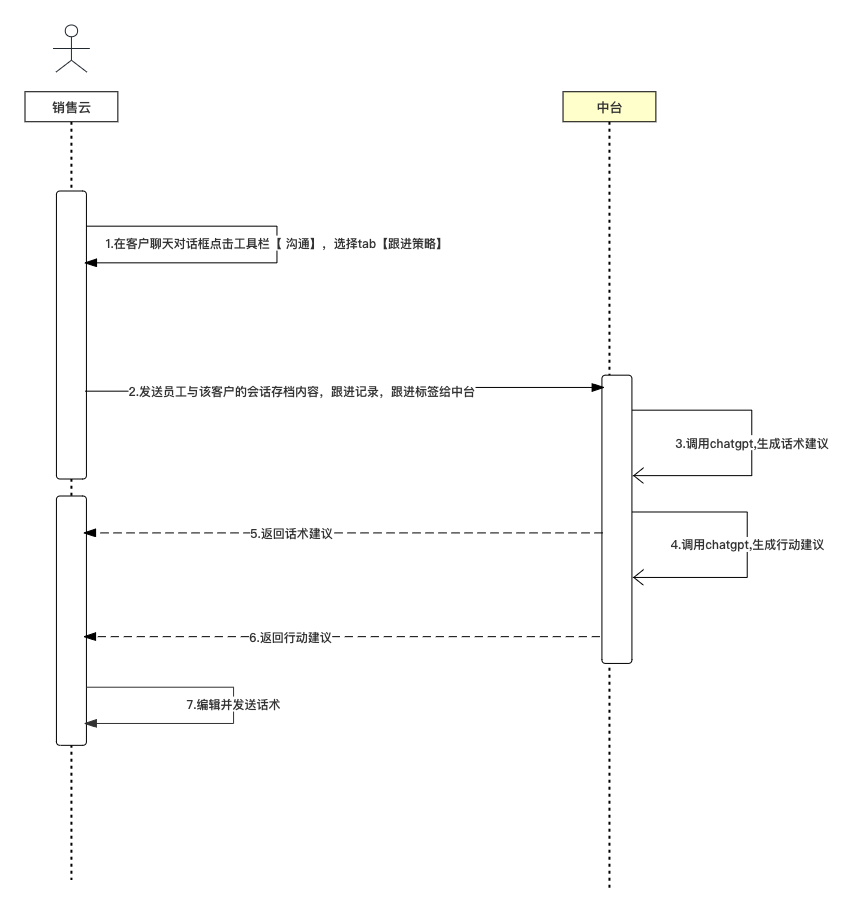 销售云
中台
1.在客户聊天对话框点击工具栏【 沟通】，选择tab【跟进策略】
2.发送员工与该客户的会话存档内容，跟进记录，跟进标签给中台
3.调用chatgpt,生成话术建议
5.返回话术建议
4.调用chatgpt,生成行动建议
6.返回行动建议
7.编辑并发送话术